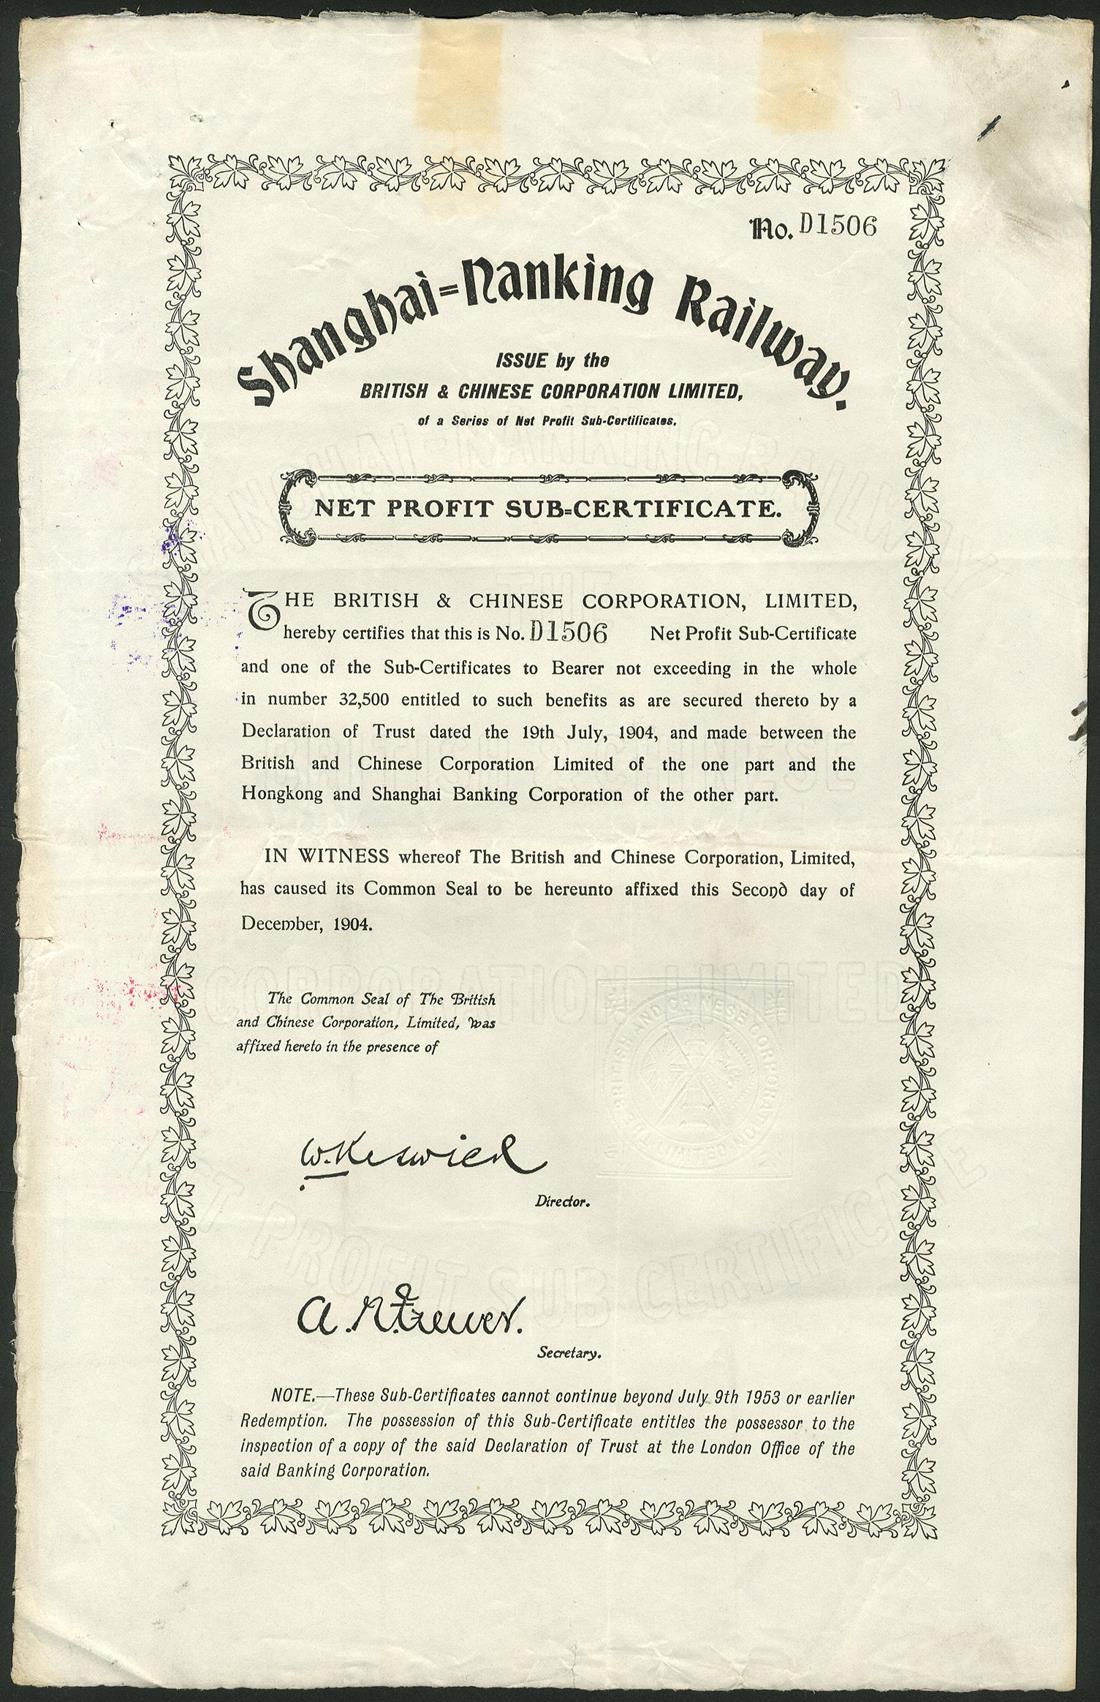 No. D1506
Shanghai=Nanking Railway.
ISSUE by the
BRITISH & CHINESE CORPORATION LIMITED,
of a Series of Net Profit Sub-Certificates.
NET PROFIT SUB=CERTIFICATE.
THE BRITISH & CHINESE CORPORATION, LIMITED,
hereby certifies that this is No. D1506 Net Profit Sub-Certificate
and one of the Sub-Certificates to Bearer not exceeding in the whole
in number 32,500 entitled to such benefits as are secured thereto by a
Declaration of Trust dated the 19th July, 1904, and made between the
British and Chinese Corporation Limited of the one part and the
Hongkong and Shanghai Banking Corporation of the other part.
IN WITNESS whereof The British and Chinese Corporation, Limited,
has caused its Common Seal to be hereunto affixed this Second day of
December, 1904.
The Common Seal of The British
and Chinese Corporation, Limited, was
affixed hereto in the presence of
W. Keswick
Director.
Secretary.
NOTE.—These Sub-Certificates cannot continue beyond July 9th 1953 or earlier
Redemption. The possession of this Sub-Certificate entitles the possessor to the
inspection of a copy of the said Declaration of Trust at the London Office of the
said Banking Corporation.